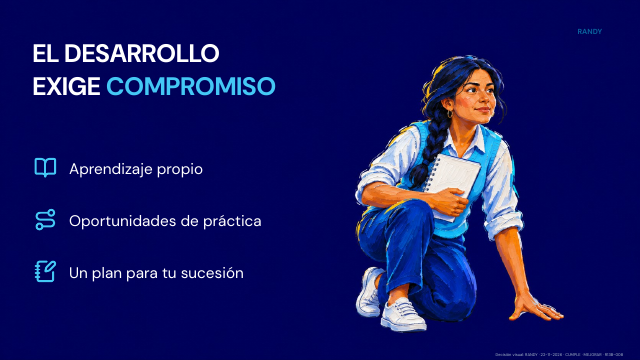 RANDY
EL DESARROLLO
EXIGE COMPROMISO
Aprendizaje propio
Oportunidades de práctica
Un plan para tu sucesión